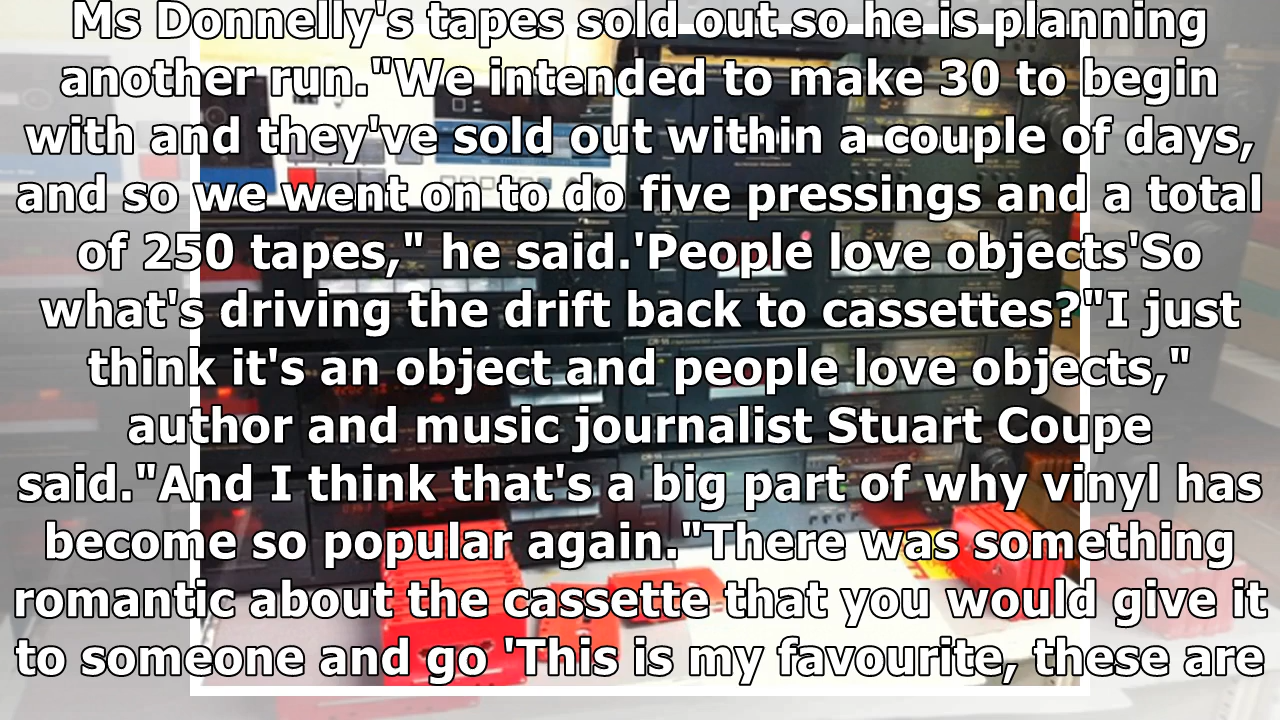 Ms Donnelly's tapes sold out so he is planning
another run."We intended to make 30 to begin
with and they've sold out within a couple of days,
and so we went on to do five pressings and a total
of 250 tapes," he said.'People love objects'So
what's driving the drift back to cassettes?"I just
think it's an object and people love objects,"
author and music journalist Stuart Coupe
said."And I think that's a big part of why vinyl has
become so popular again."There was something
romantic about the cassette that you would give it
to someone and go 'This is my favourite, these are